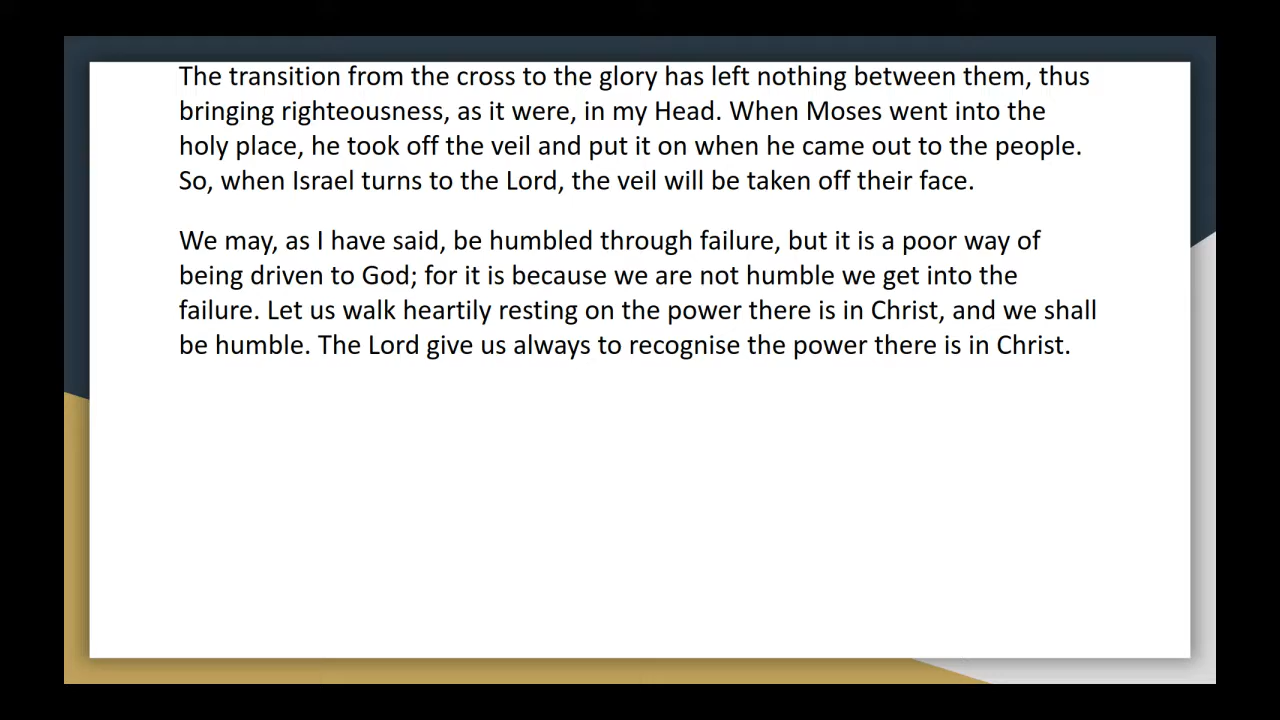 The transition from the cross to the glory has left nothing between them, thus
bringing righteousness, as it were, in my Head. When Moses went into the
holy place, he took off the veil and put it on when he came out to the people.
So, when Israel turns to the Lord, the veil will be taken off their face.
We may, as I have said, be humbled through failure, but it is a poor way of
being driven to God; for it is because we are not humble we get into the
failure. Let us walk heartily resting on the power there is in Christ, and we shall
be humble. The Lord give us always to recognise the power there is in Christ.